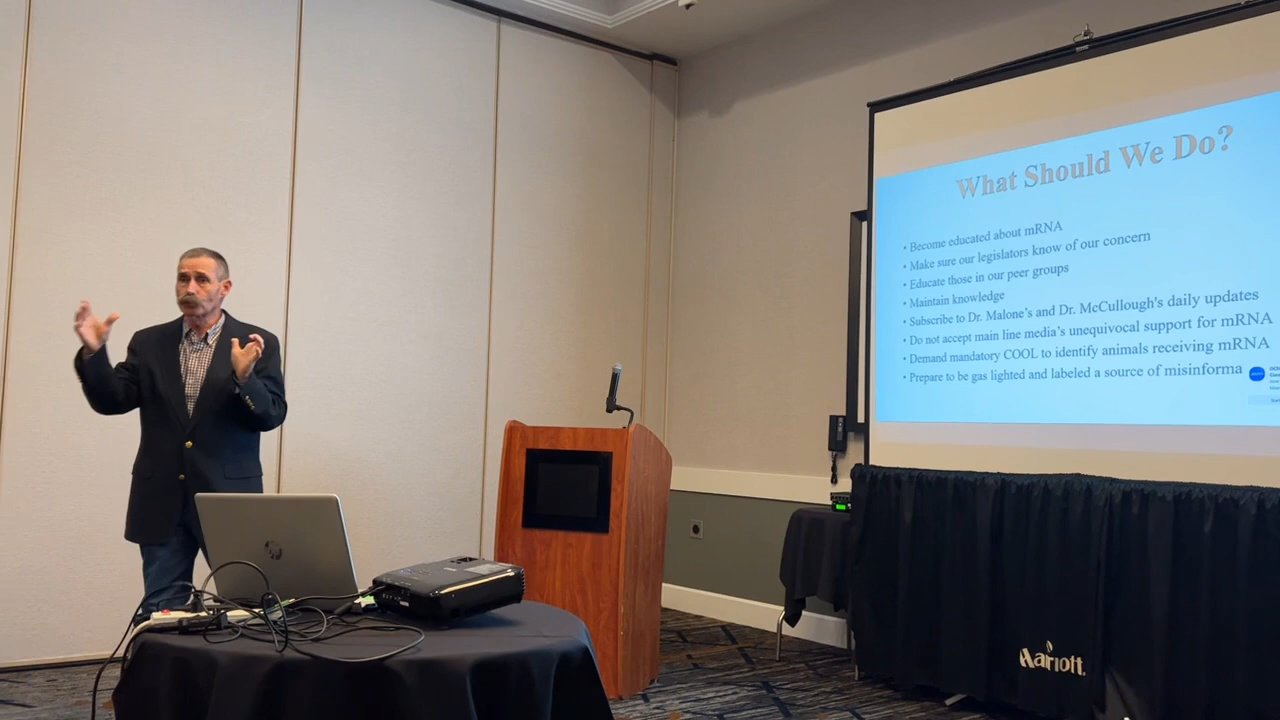 What Should We Do?
• Become educated about mRNA
• Make sure our legislators know of our concern
• Educate those in our peer groups
• Maintain knowledge
• Subscribe to Dr. Malone's and Dr. McCullough's daily updates
• Do not accept main line media's unequivocal support for mRNA
• Demand mandatory COOL to identify animals receiving mRNA
• Prepare to be gas lighted and labeled a source of misinforma
hp
Marriott